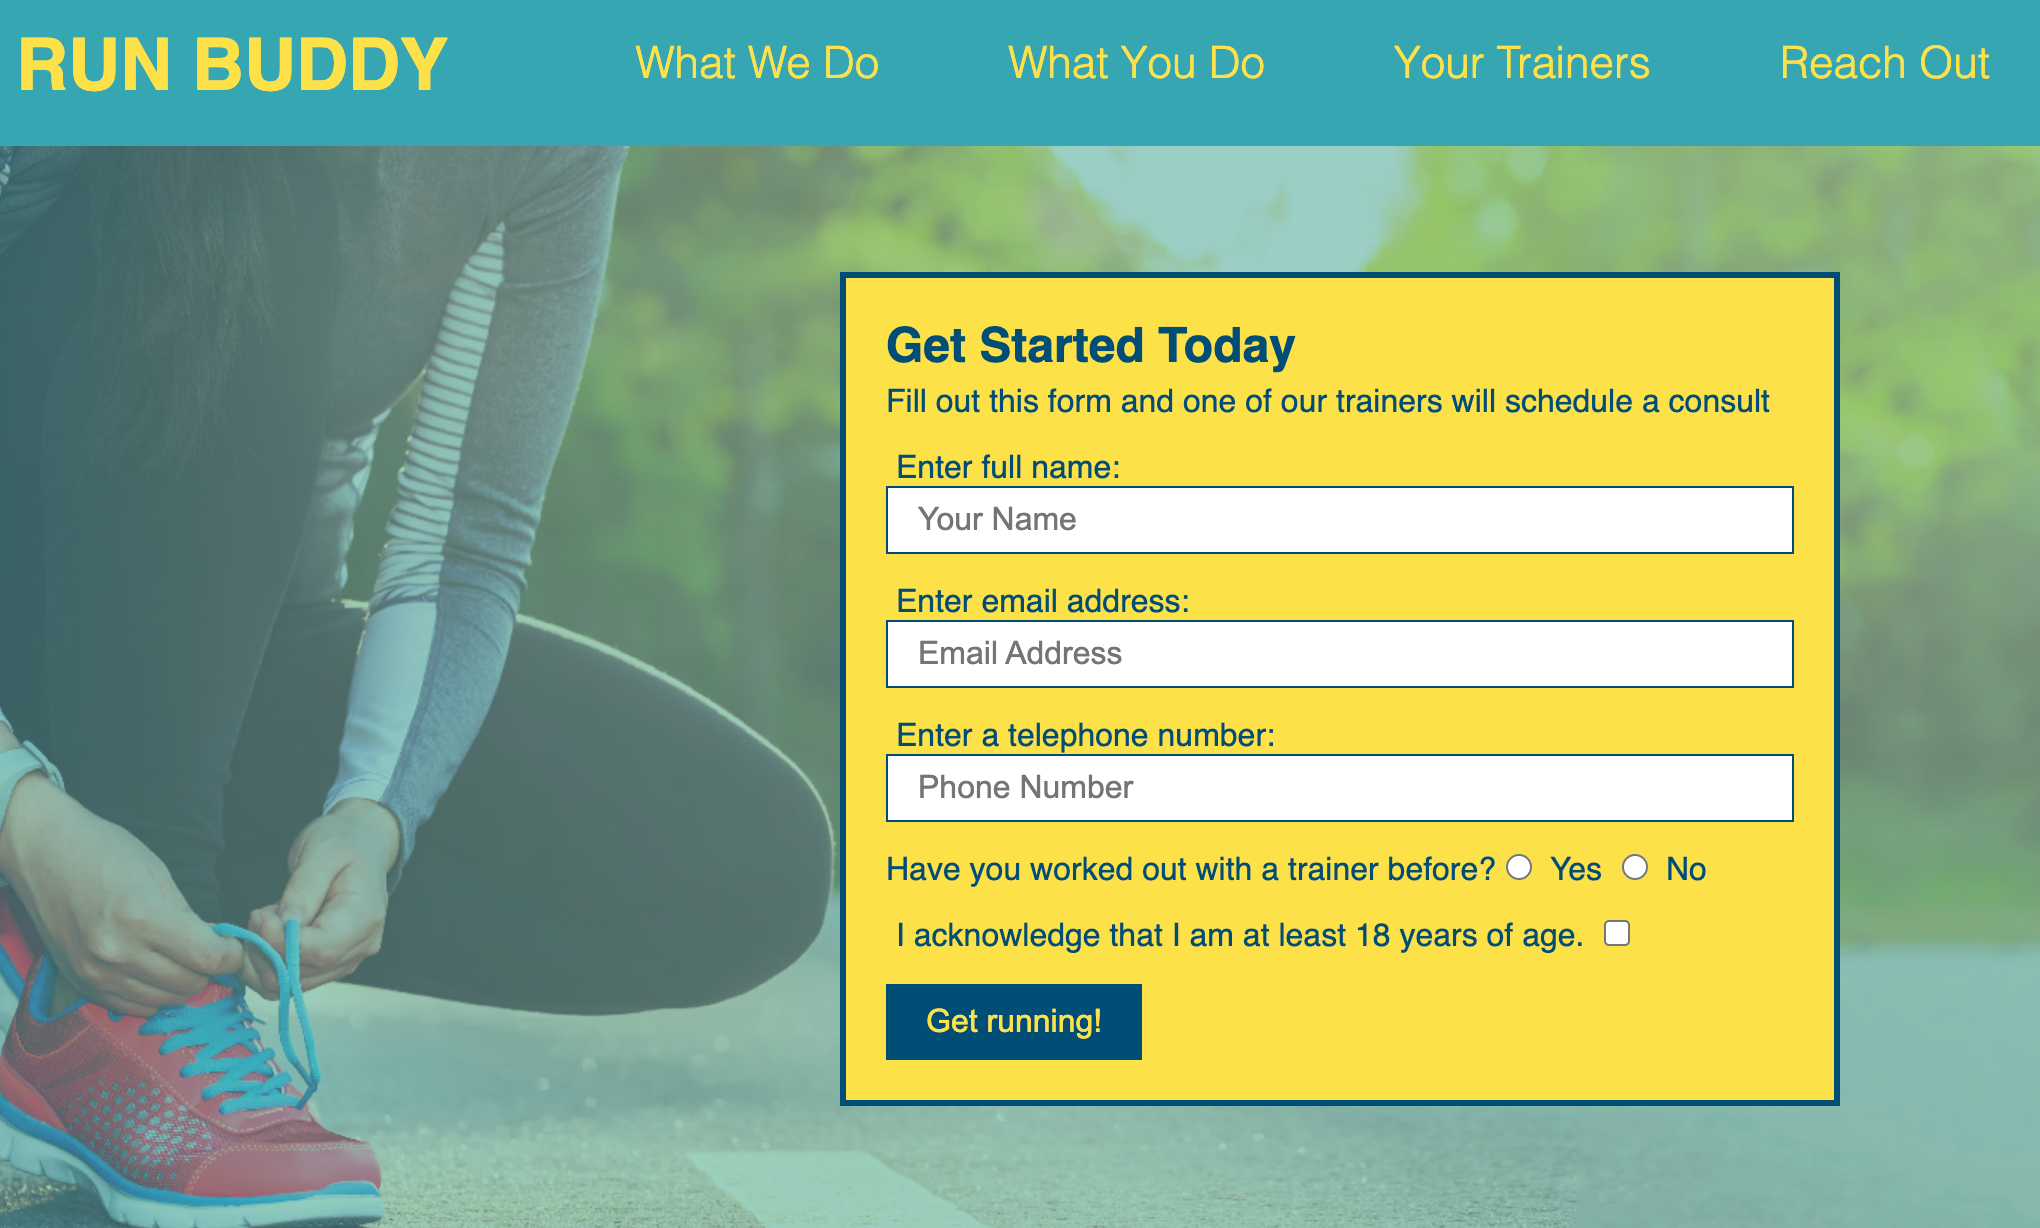 RUN BUDDY
What We Do
What You Do
Your Trainers
Reach Out
Get Started Today
Fill out this form and one of our trainers will schedule a consult
Enter full name:
Your Name
Enter email address:
Email Address
Enter a telephone number:
Phone Number
Have you worked out with a trainer before? Yes No
I acknowledge that I am at least 18 years of age.
Get running!